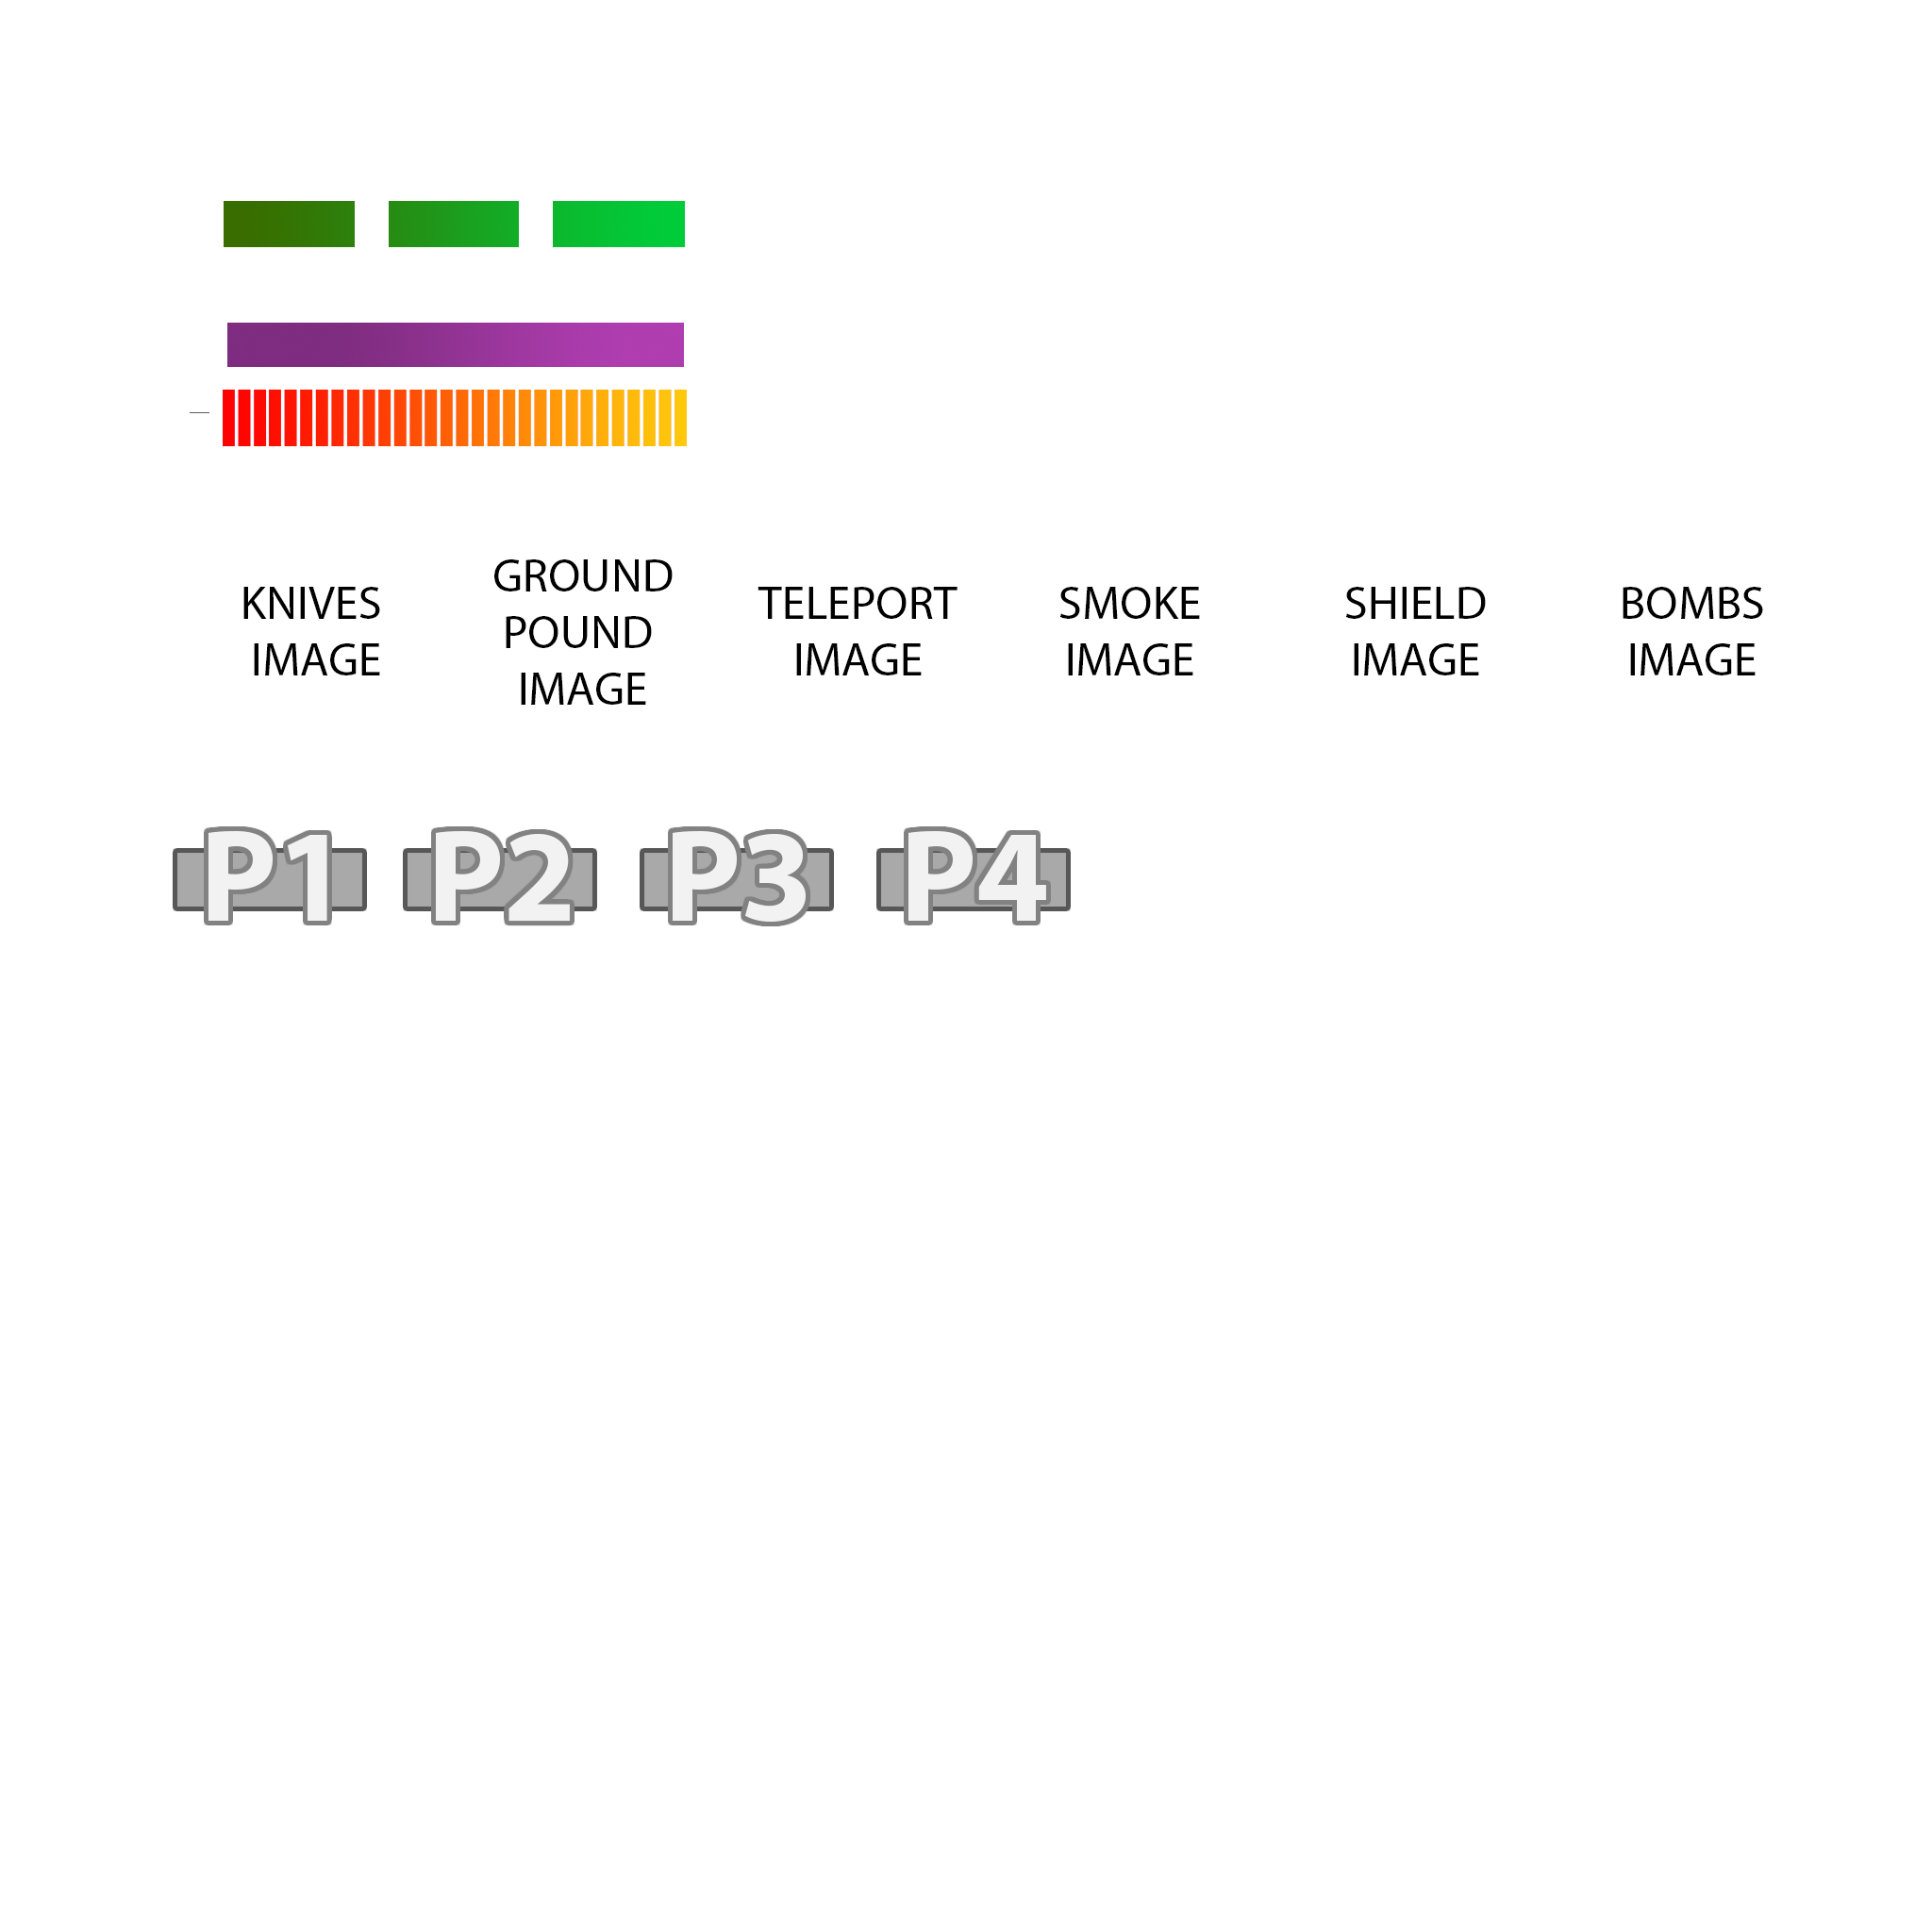 KNIVES
IMAGE
GROUND
POUND
IMAGE
TELEPORT
IMAGE
SMOKE
IMAGE
SHIELD
IMAGE
BOMBS
IMAGE
P1
P2
P3
P4